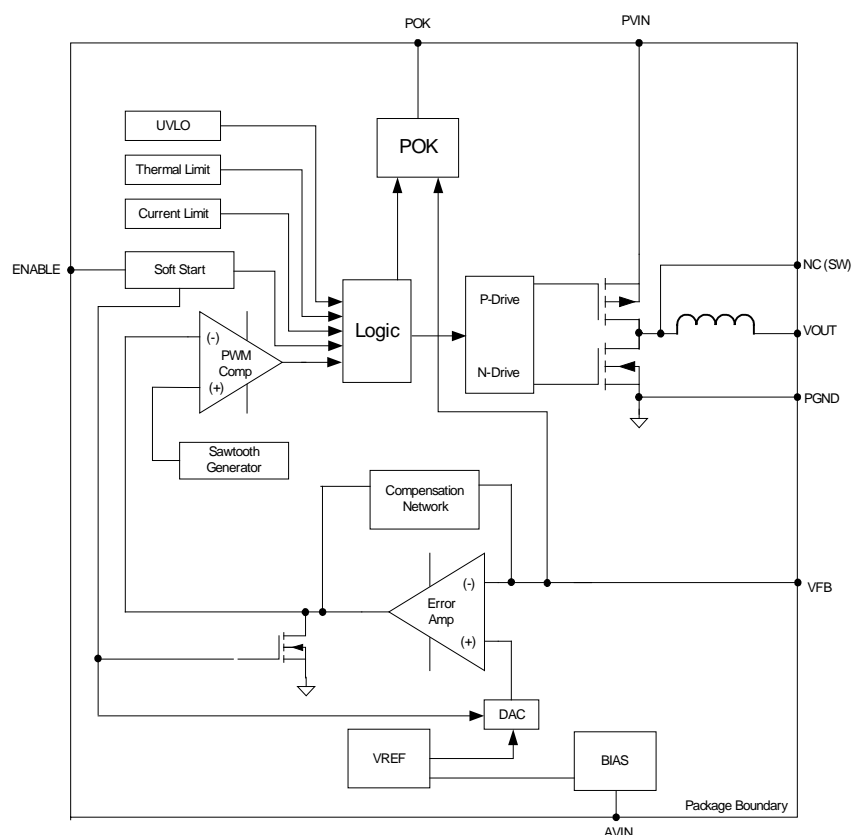 POK
PVIN
UVLO
POK
Thermal Limit
Current Limit
ENABLE
Soft Start
NC (SW)
P-Drive
Logic
VOUT
(-)
PWM
Comp
(+)
N-Drive
PGND
Sawtooth
Generator
Compensation
Network
(-)
VFB
Error
Amp
(+)
DAC
VREF
BIAS
Package Boundary
AVIN